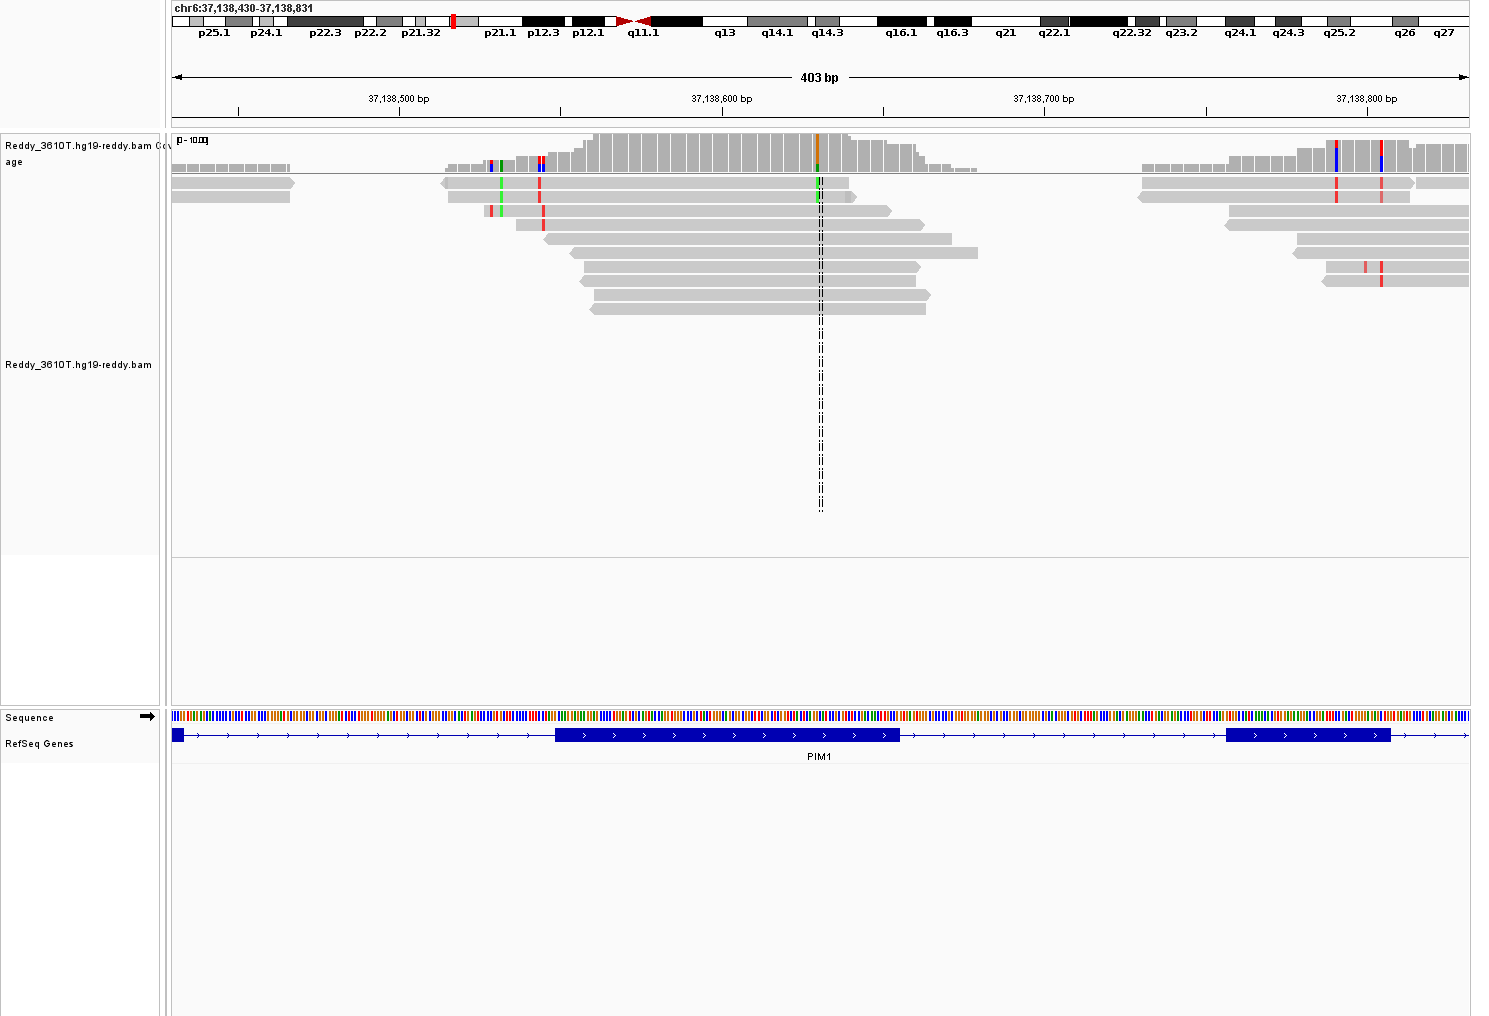 chr6:37,138,430-37,138,831
p25.1 p24.1 p22.3 p22.2 p21.32 p21.1 p12.3 p12.1 q11.1 q13 q14.1 q14.3 q16.1 q16.3 q21 q22.1 q22.32 q23.2 q24.1 q24.3 q25.2 q26 q27
403 bp
37,138,500 bp 37,138,600 bp 37,138,700 bp 37,138,800 bp
Reddy_3610T.hg19-reddy.bam Cov
age
[0 - 10.00]
Reddy_3610T.hg19-reddy.bam
Sequence
RefSeq Genes
PIM1